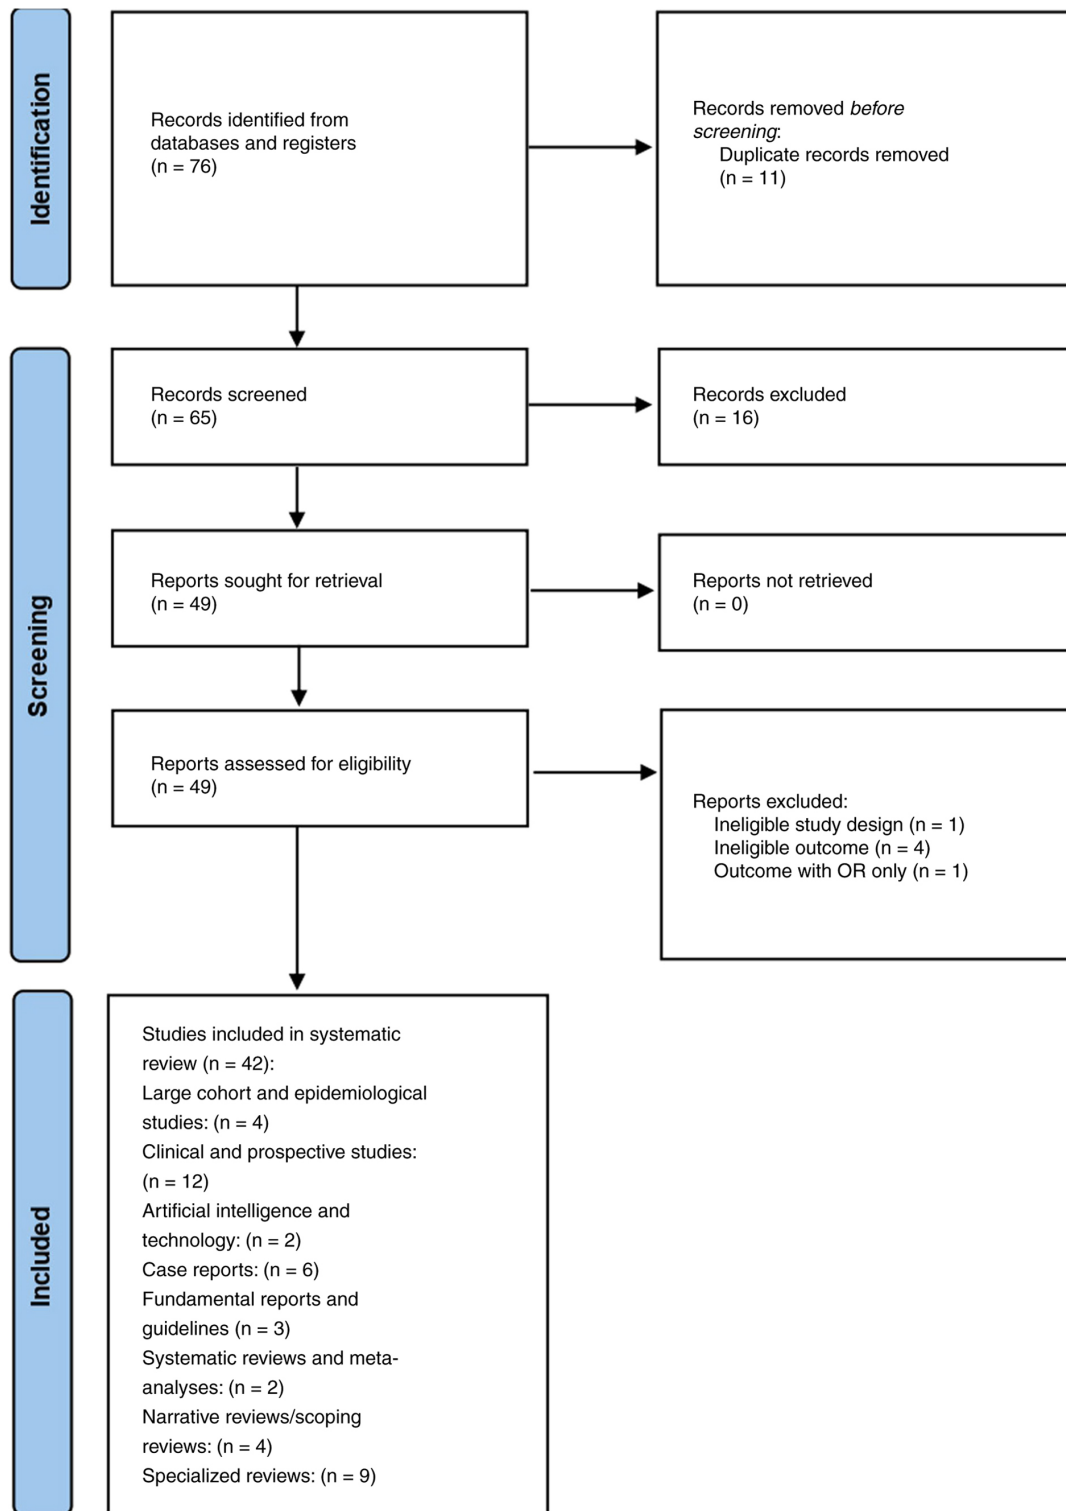 Identification
Records identified from
databases and registers
(n = 76)
Records removed before
screening:
Duplicate records removed
(n = 11)
Screening
Records screened
(n = 65)
Records excluded
(n = 16)
Reports sought for retrieval
(n = 49)
Reports not retrieved
(n = 0)
Reports assessed for eligibility
(n = 49)
Reports excluded:
Ineligible study design (n = 1)
Ineligible outcome (n = 4)
Outcome with OR only (n = 1)
Included
Studies included in systematic
review (n = 42):
Large cohort and epidemiological
studies: (n = 4)
Clinical and prospective studies:
(n = 12)
Artificial intelligence and
technology: (n = 2)
Case reports: (n = 6)
Fundamental reports and
guidelines (n = 3)
Systematic reviews and meta-
analyses: (n = 2)
Narrative reviews/scoping
reviews: (n = 4)
Specialized reviews: (n = 9)